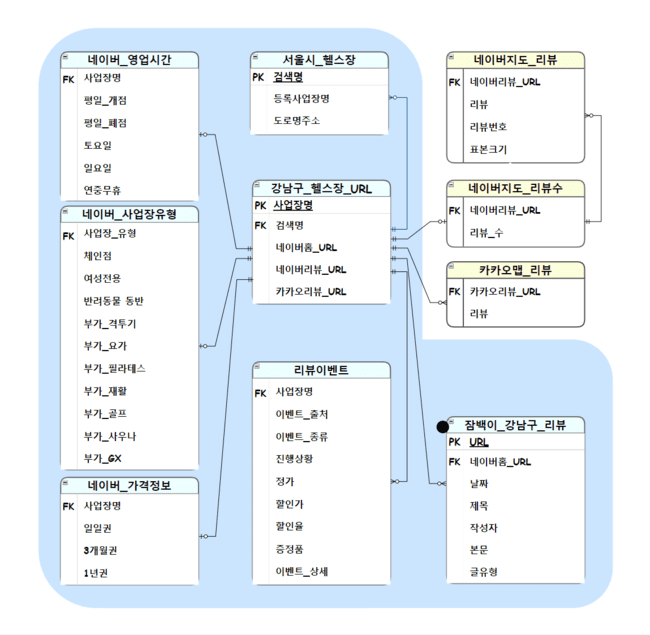 네이버_영업시간
FK 사업장명
평일_개점
평일_폐점
토요일
일요일
연중무휴
네이버_사업장유형
FK 사업장_유형
체인점
여성전용
반려동물 동반
부가_격투기
부가_요가
부가_필라테스
부가_재활
부가_골프
부가_사우나
부가_GX
네이버_가격정보
FK 사업장명
일일권
3개월권
1년권
서울시_헬스장
PK 검색명
등록사업장명
도로명주소
강남구_헬스장_URL
PK 사업장명
FK 검색명
네이버홈_URL
네이버리뷰_URL
카카오리뷰_URL
리뷰이벤트
FK 사업장명
이벤트_출처
이벤트_종류
진행상황
정가
할인가
할인율
증정품
이벤트_상세
네이버지도_리뷰
FK 네이버리뷰_URL
리뷰
리뷰번호
표본크기
네이버지도_리뷰수
FK 네이버리뷰_URL
리뷰_수
카카오맵_리뷰
FK 카카오리뷰_URL
리뷰
잠백이_강남구_리뷰
PK URL
FK 네이버홈_URL
날짜
제목
작성자
본문
글유형